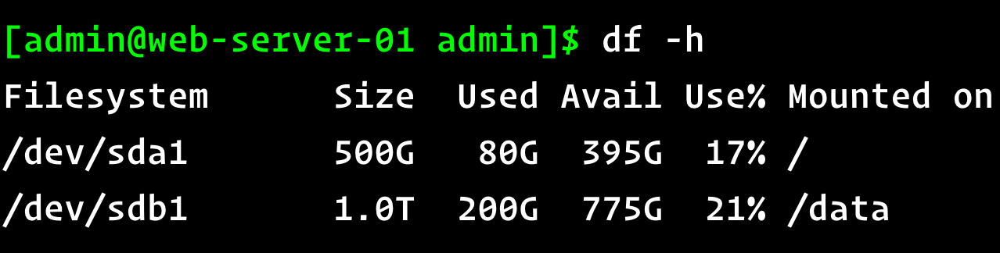 [admin@web-server-01 admin]$ df -h
Filesystem      Size  Used Avail Use% Mounted on
/dev/sda1       500G   80G  395G  17% /
/dev/sdb1       1.0T  200G  775G  21% /data